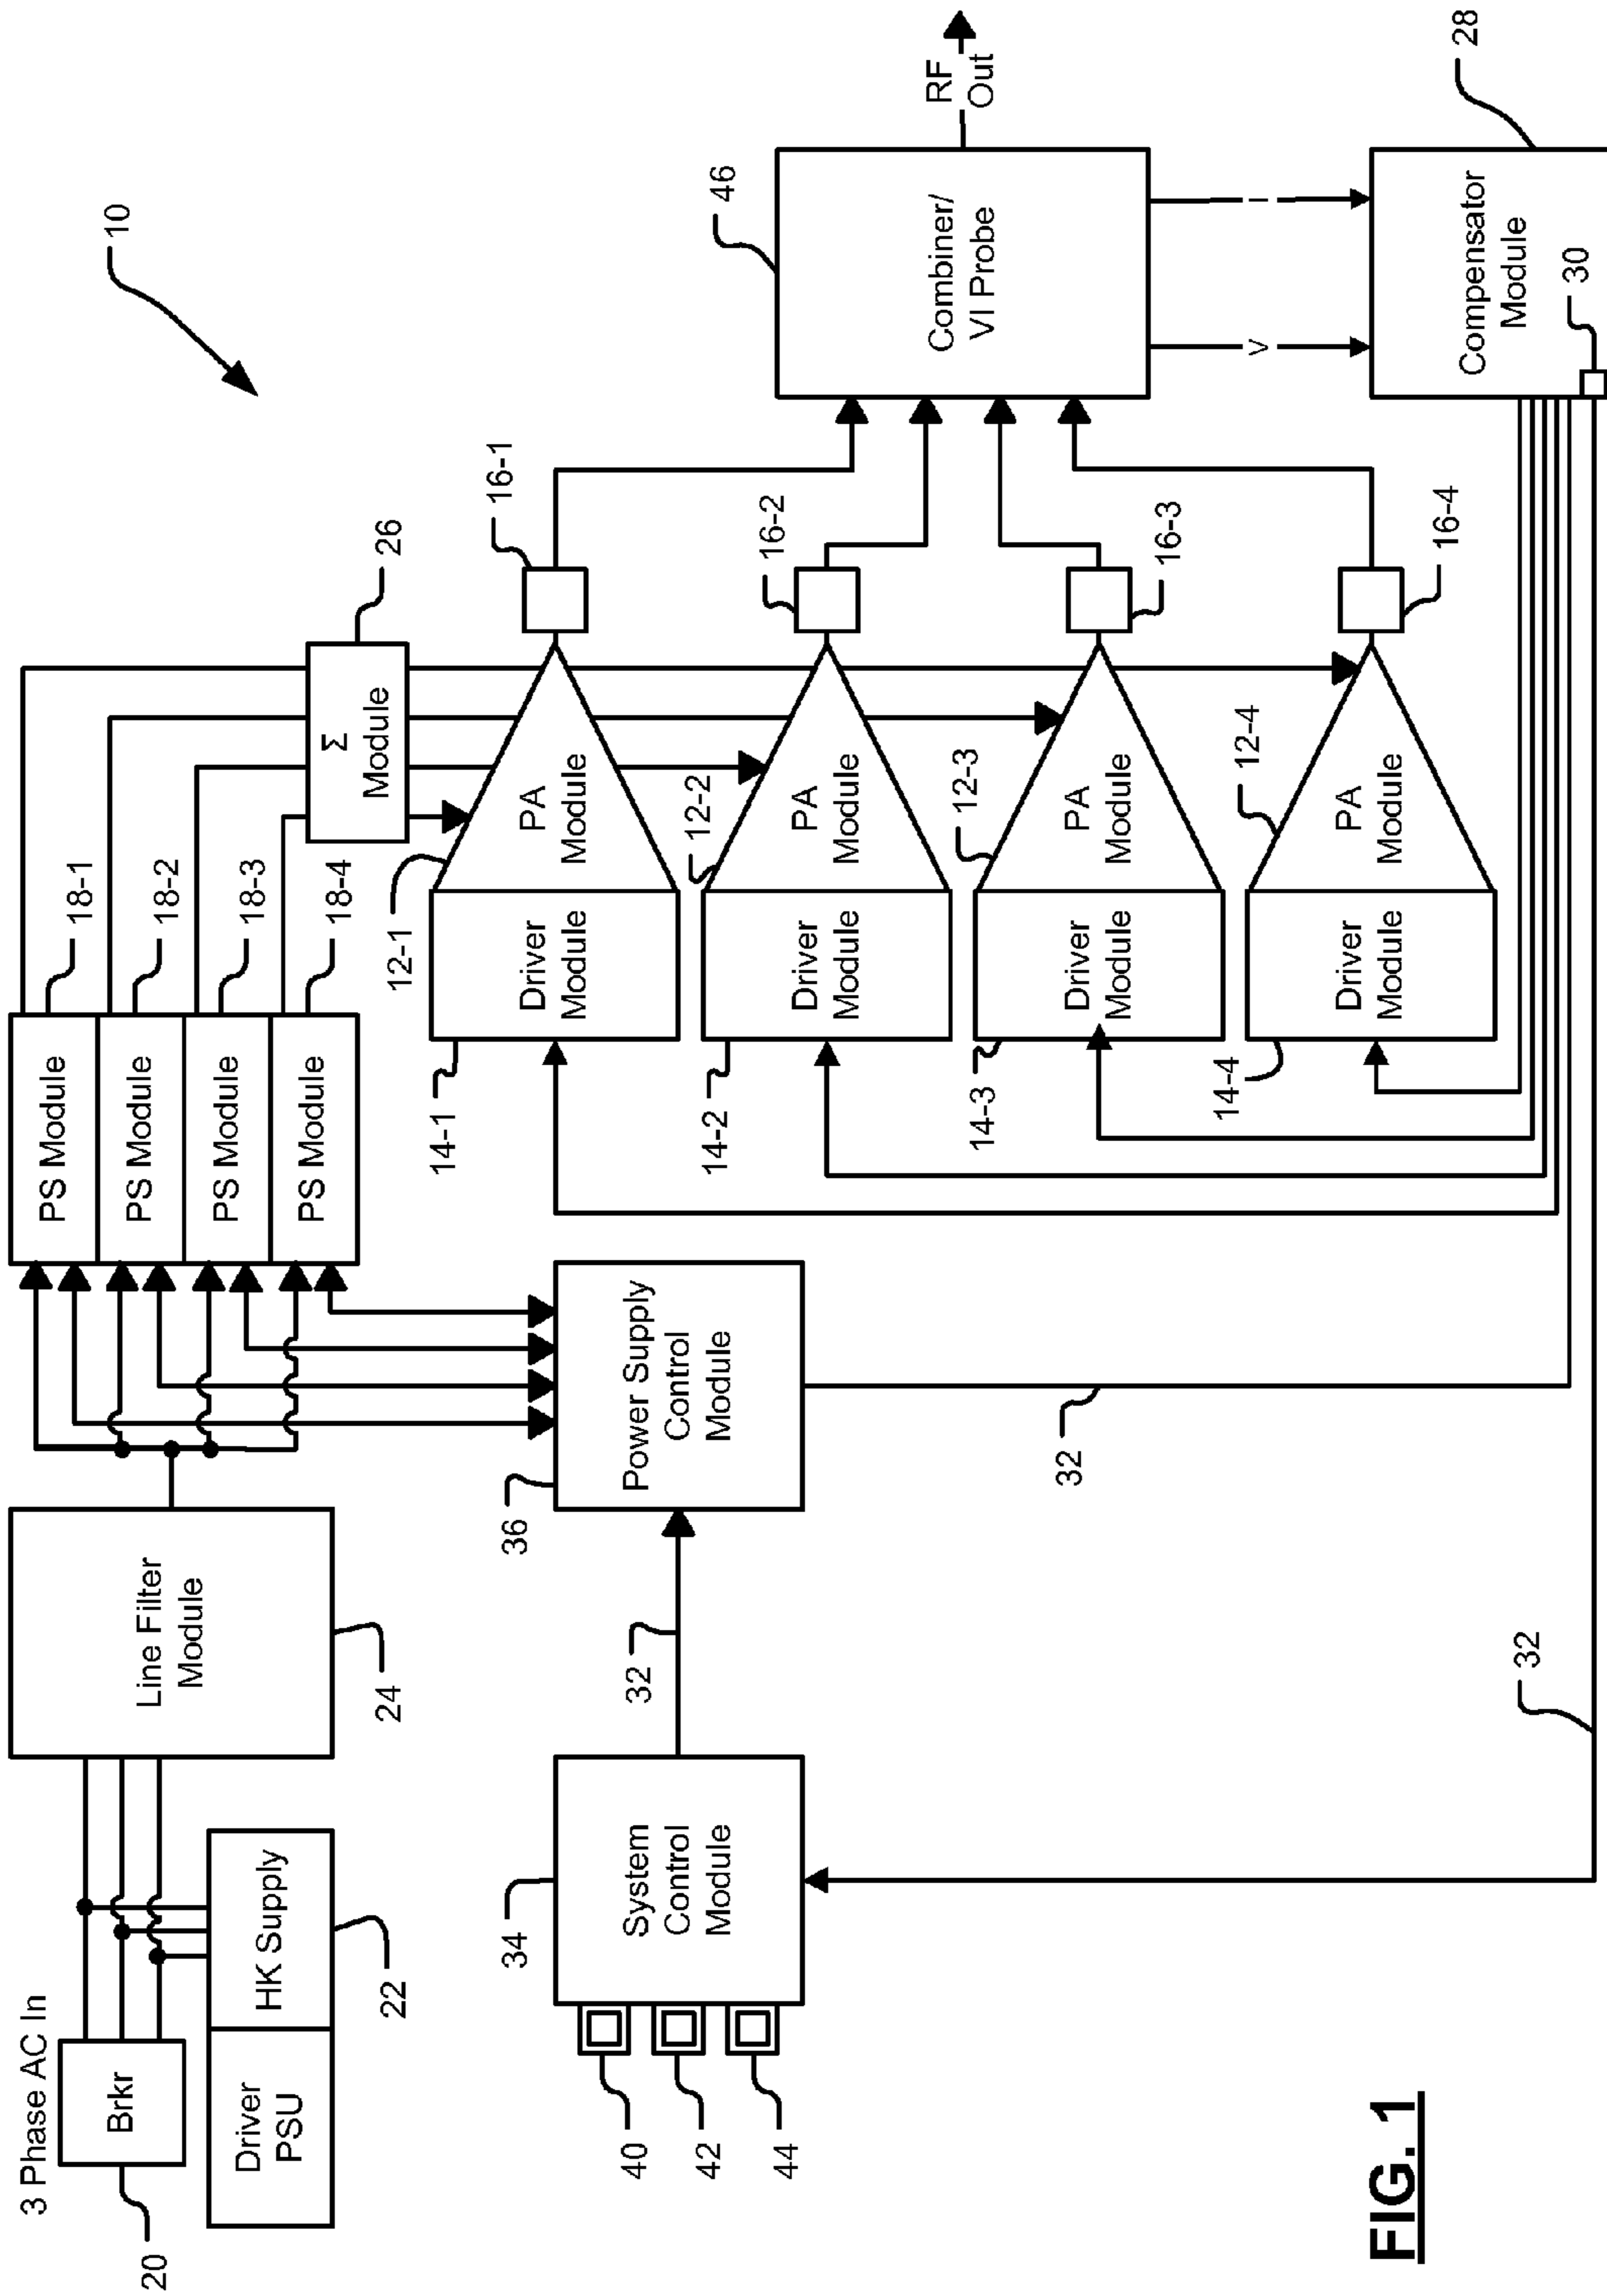 3 Phase AC In
Brkr
20
Driver
PSU
HK Supply
22
Line Filter
Module
24
PS Module
PS Module
PS Module
PS Module
18-1
18-2
18-3
18-4
Σ
Module
26
10
System
Control
Module
34
40
42
44
32
Power Supply
Control
Module
36
32
32
Driver
Module
PA
Module
14-1
12-1
16-1
Driver
Module
PA
Module
14-2
12-2
16-2
Driver
Module
PA
Module
14-3
12-3
16-3
Driver
Module
PA
Module
14-4
12-4
16-4
Combiner/
VI Probe
46
RF
Out
V
I
Compensator
Module
28
30
FIG. 1